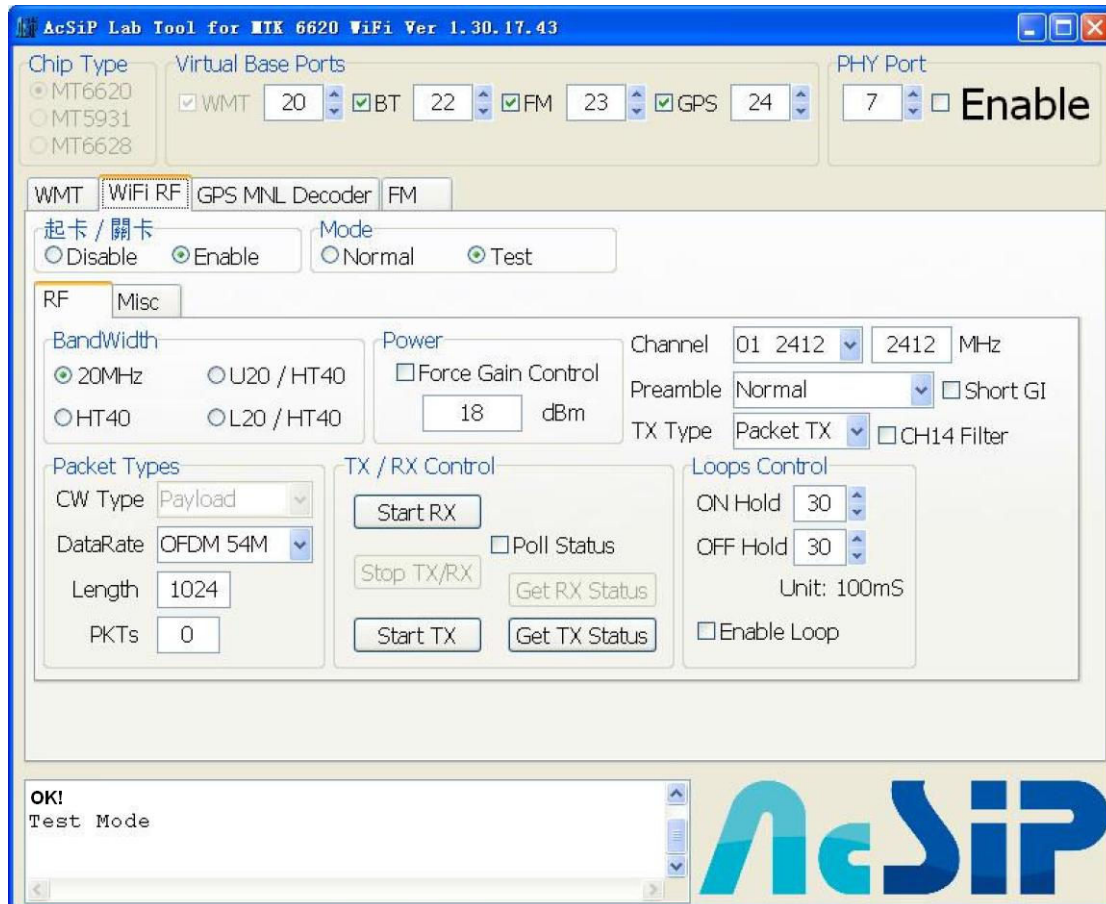 AcSiP Lab Tool for MTK 6620 WiFi Ver 1.30.17.43
Chip Type
MT6620
MT5931
MT6628
Virtual Base Ports
WMT 20 BT 22 FM 23 GPS 24
PHY Port
7 Enable
WMT WiFi RF GPS MNL Decoder FM
起卡 / 關卡
Disable Enable
Mode
Normal Test
RF Misc
BandWidth
20MHz U20 / HT40
HT40 L20 / HT40
Power
Force Gain Control
18 dBm
Channel 01 2412 2412 MHz
Preamble Normal Short GI
TX Type Packet TX CH14 Filter
Packet Types
CW Type Payload
DataRate OFDM 54M
Length 1024
PKTs 0
TX / RX Control
Start RX
Poll Status
Stop TX/RX Get RX Status
Start TX Get TX Status
Loops Control
ON Hold 30
OFF Hold 30
Unit: 100mS
Enable Loop
OK!
Test Mode
AcSiP